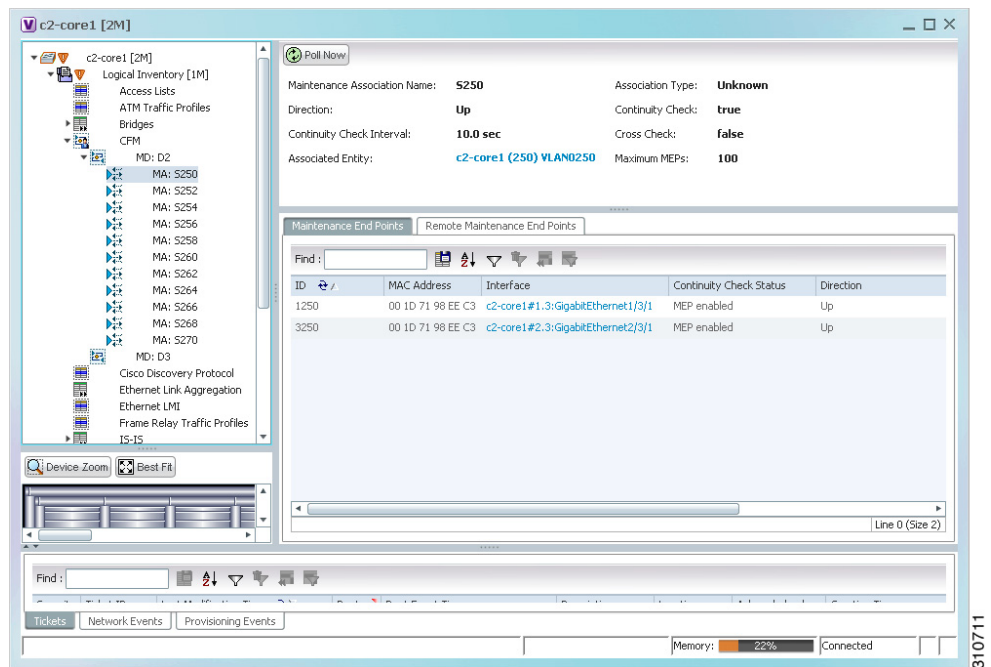 V c2-core1 [2M]
c2-core1 [2M]
Logical Inventory [1M]
Access Lists
ATM Traffic Profiles
Bridges
CFM
MD: D2
MA: S250
MA: S252
MA: S254
MA: S256
MA: S258
MA: S260
MA: S262
MA: S264
MA: S266
MA: S268
MA: S270
MD: D3
Cisco Discovery Protocol
Ethernet Link Aggregation
Ethernet LMI
Frame Relay Traffic Profiles
IS-IS
Device Zoom Best Fit
Poll Now
Maintenance Association Name: S250 Association Type: Unknown
Direction: Up Continuity Check: true
Continuity Check Interval: 10.0 sec Cross Check: false
Associated Entity: c2-core1 (250) VLAN0250 Maximum MEPs: 100
Maintenance End Points Remote Maintenance End Points
Find :
ID MAC Address Interface Continuity Check Status Direction
1250 00 1D 71 98 EE C3 c2-core1#1.3:GigabitEthernet1/3/1 MEP enabled Up
3250 00 1D 71 98 EE C3 c2-core1#2.3:GigabitEthernet2/3/1 MEP enabled Up
Line 0 (Size 2)
Find :
Tickets Network Events Provisioning Events
Memory: 22% Connected
310711